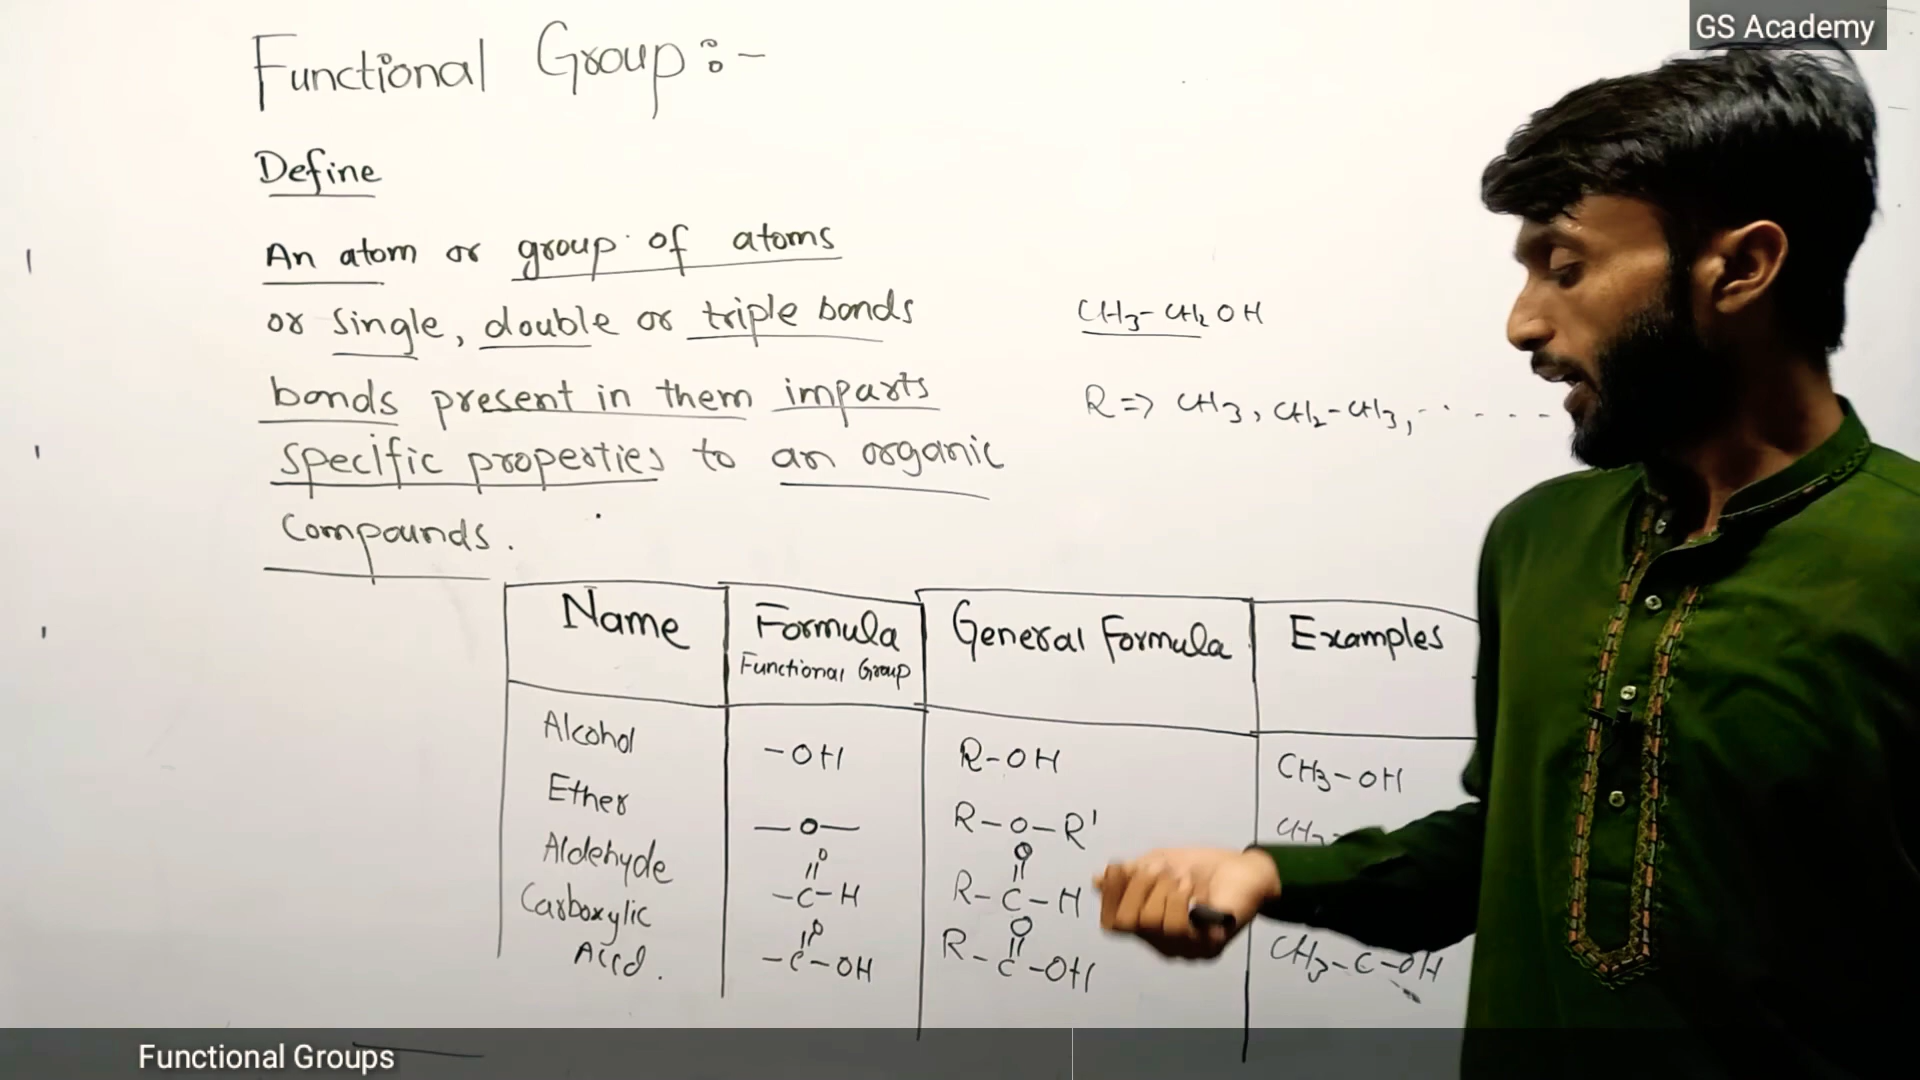 GS Academy
Functional Group :-
Define
An atom or group of atoms
or single, double or triple bonds
bonds present in them imparts
specific properties to an organic
Compounds.
CH3-CH2OH
R => CH3, CH2-CH3, ------
Name Formula General Formula Examples
Functional Group
Alcohol -OH R-OH CH3-OH
Ether —O— R-O-R'
Aldehyde
O O
-C-H R-C-H
Carboxylic
O O
Acid. -C-OH R-C-OH CH3-C-OH
Functional Groups